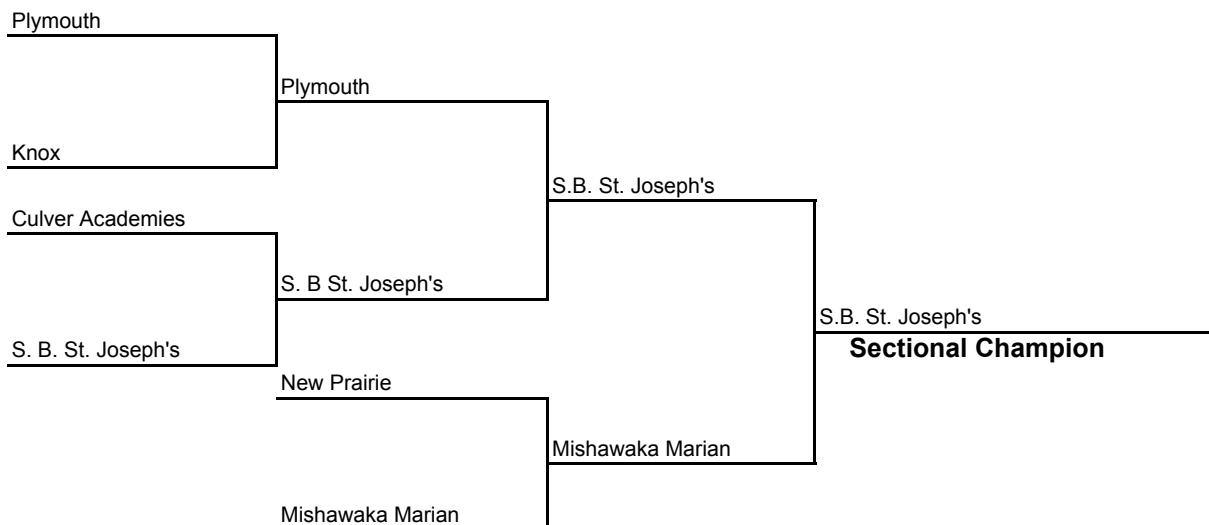 Plymouth
Plymouth
Knox
S.B. St. Joseph's
Culver Academies
S. B St. Joseph's
S.B. St. Joseph's
S. B. St. Joseph's
Sectional Champion
New Prairie
Mishawaka Marian
Mishawaka Marian